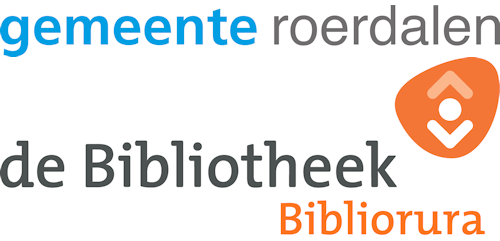 gemeente roerdalen
de Bibliotheek
Bibliorura